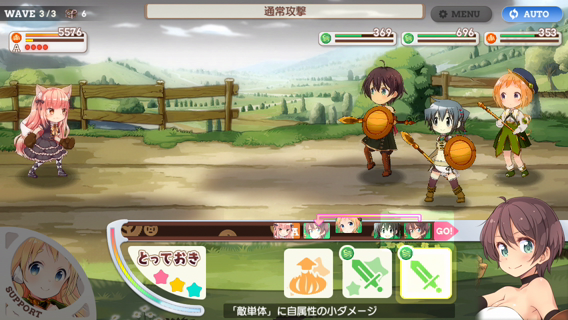 WAVE 3/3 6
通常攻撃
MENU
AUTO
5576
A
369
696
353
A
GO!
とっておき
SUPPORT
「敵単体」に自属性の小ダメージ